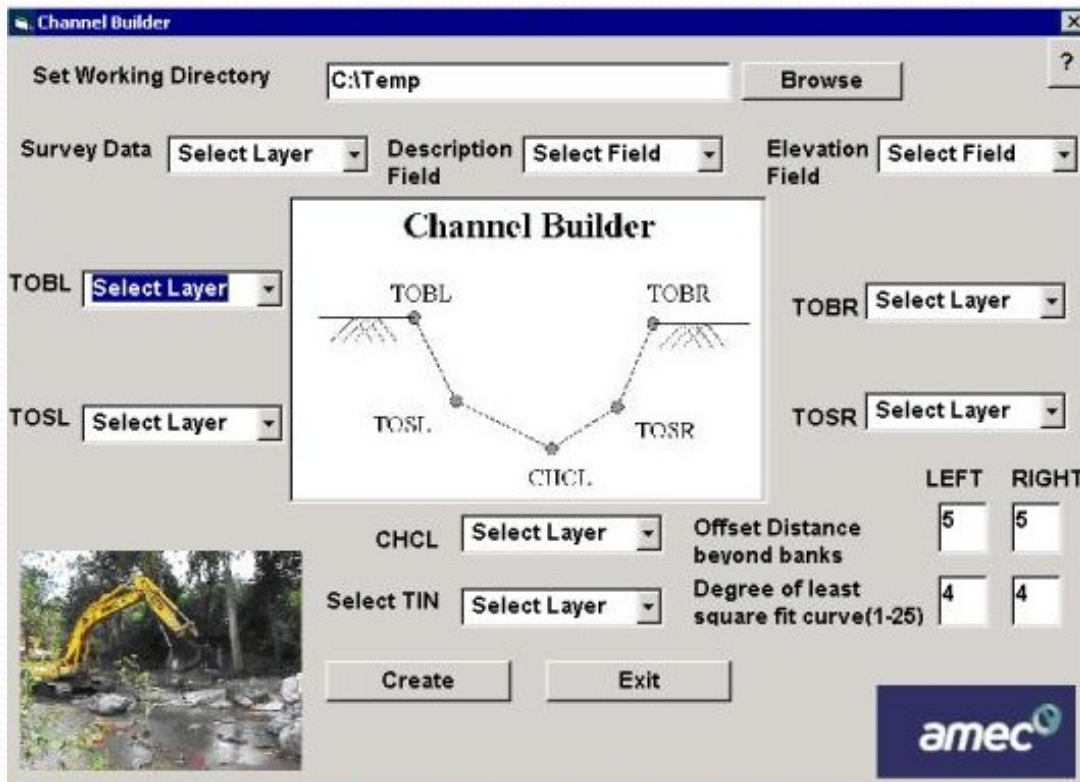 Channel Builder
?
Set Working Directory C:\Temp Browse
Survey Data Select Layer Description Field Select Field Elevation Field Select Field
Channel Builder
TOBL Select Layer
TOBL TOBR
TOBR Select Layer
TOSL Select Layer
TOSL TOSR
CHCL
TOSR Select Layer
LEFT RIGHT
CHCL Select Layer
Offset Distance
beyond banks
5 5
Select TIN Select Layer
Degree of least
square fit curve(1-25)
4 4
Create Exit
amec